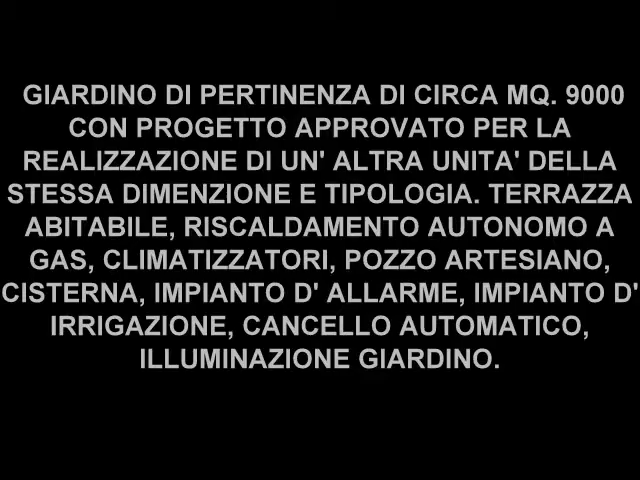 GIARDINO DI PERTINENZA DI CIRCA MQ. 9000
CON PROGETTO APPROVATO PER LA
REALIZZAZIONE DI UN' ALTRA UNITA' DELLA
STESSA DIMENZIONE E TIPOLOGIA. TERRAZZA
ABITABILE, RISCALDAMENTO AUTONOMO A
GAS, CLIMATIZZATORI, POZZO ARTESIANO,
CISTERNA, IMPIANTO D' ALLARME, IMPIANTO D'
IRRIGAZIONE, CANCELLO AUTOMATICO,
ILLUMINAZIONE GIARDINO.